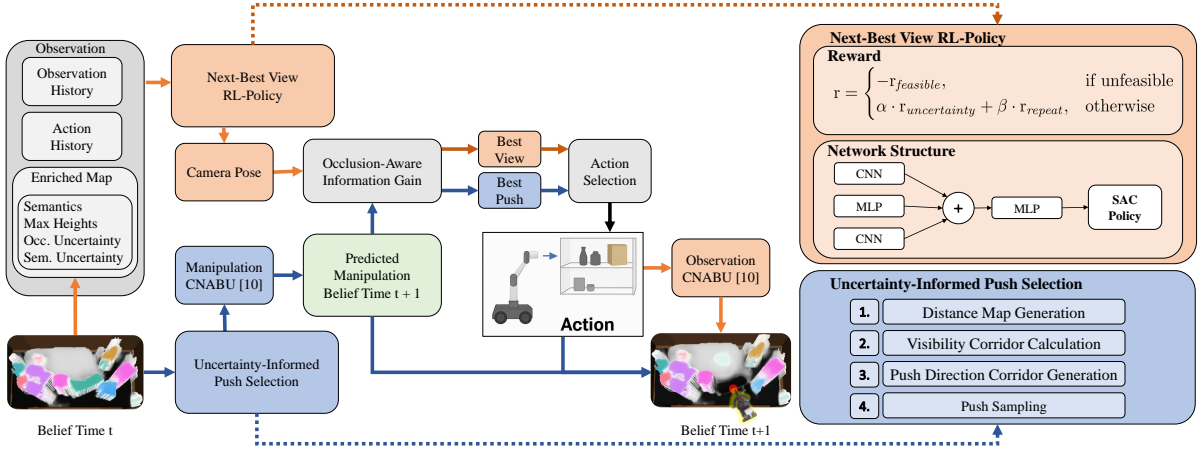 Observation
Observation
History
Action
History
Enriched Map
Semantics
Max Heights
Occ. Uncertainty
Sem. Uncertainty
Belief Time t
Next-Best View
RL-Policy
Camera Pose
Manipulation
CNABU [10]
Uncertainty-Informed
Push Selection
Occlusion-Aware
Information Gain
Predicted
Manipulation
Belief Time t + 1
Best
View
Best
Push
Action
Selection
Action
Observation
CNABU [10]
Belief Time t+1
Next-Best View RL-Policy
Reward
r = { −r_feasible, if unfeasible
α · r_uncertainty + β · r_repeat, otherwise
Network Structure
CNN
MLP
CNN
+
MLP
SAC
Policy
Uncertainty-Informed Push Selection
1. Distance Map Generation
2. Visibility Corridor Calculation
3. Push Direction Corridor Generation
4. Push Sampling